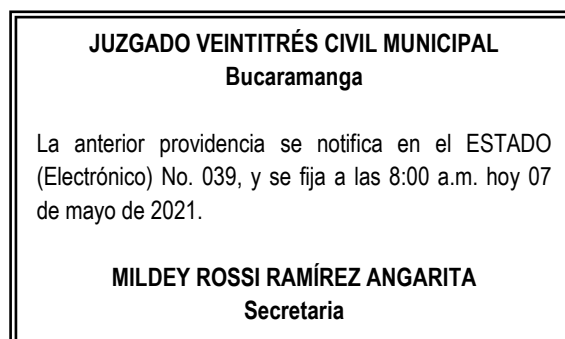 JUZGADO VEINTITRÉS CIVIL MUNICIPAL
Bucaramanga
La anterior providencia se notifica en el ESTADO
(Electrónico) No. 039, y se fija a las 8:00 a.m. hoy 07
de mayo de 2021.
MILDEY ROSSI RAMÍREZ ANGARITA
Secretaria